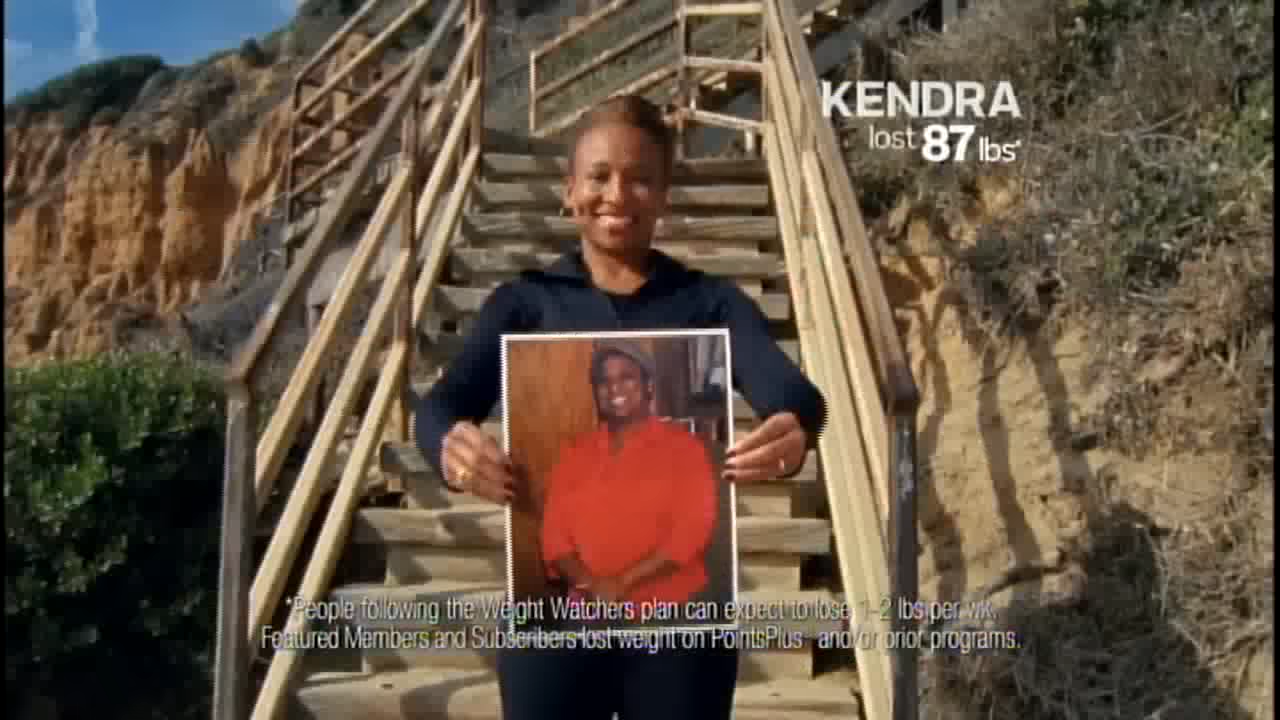 KENDRA
lost 87 lbs*
*People following the Weight Watchers plan can expect to lose 1-2 lbs per wk.
Featured Members and Subscribers lost weight on PointsPlus and/or prior programs.